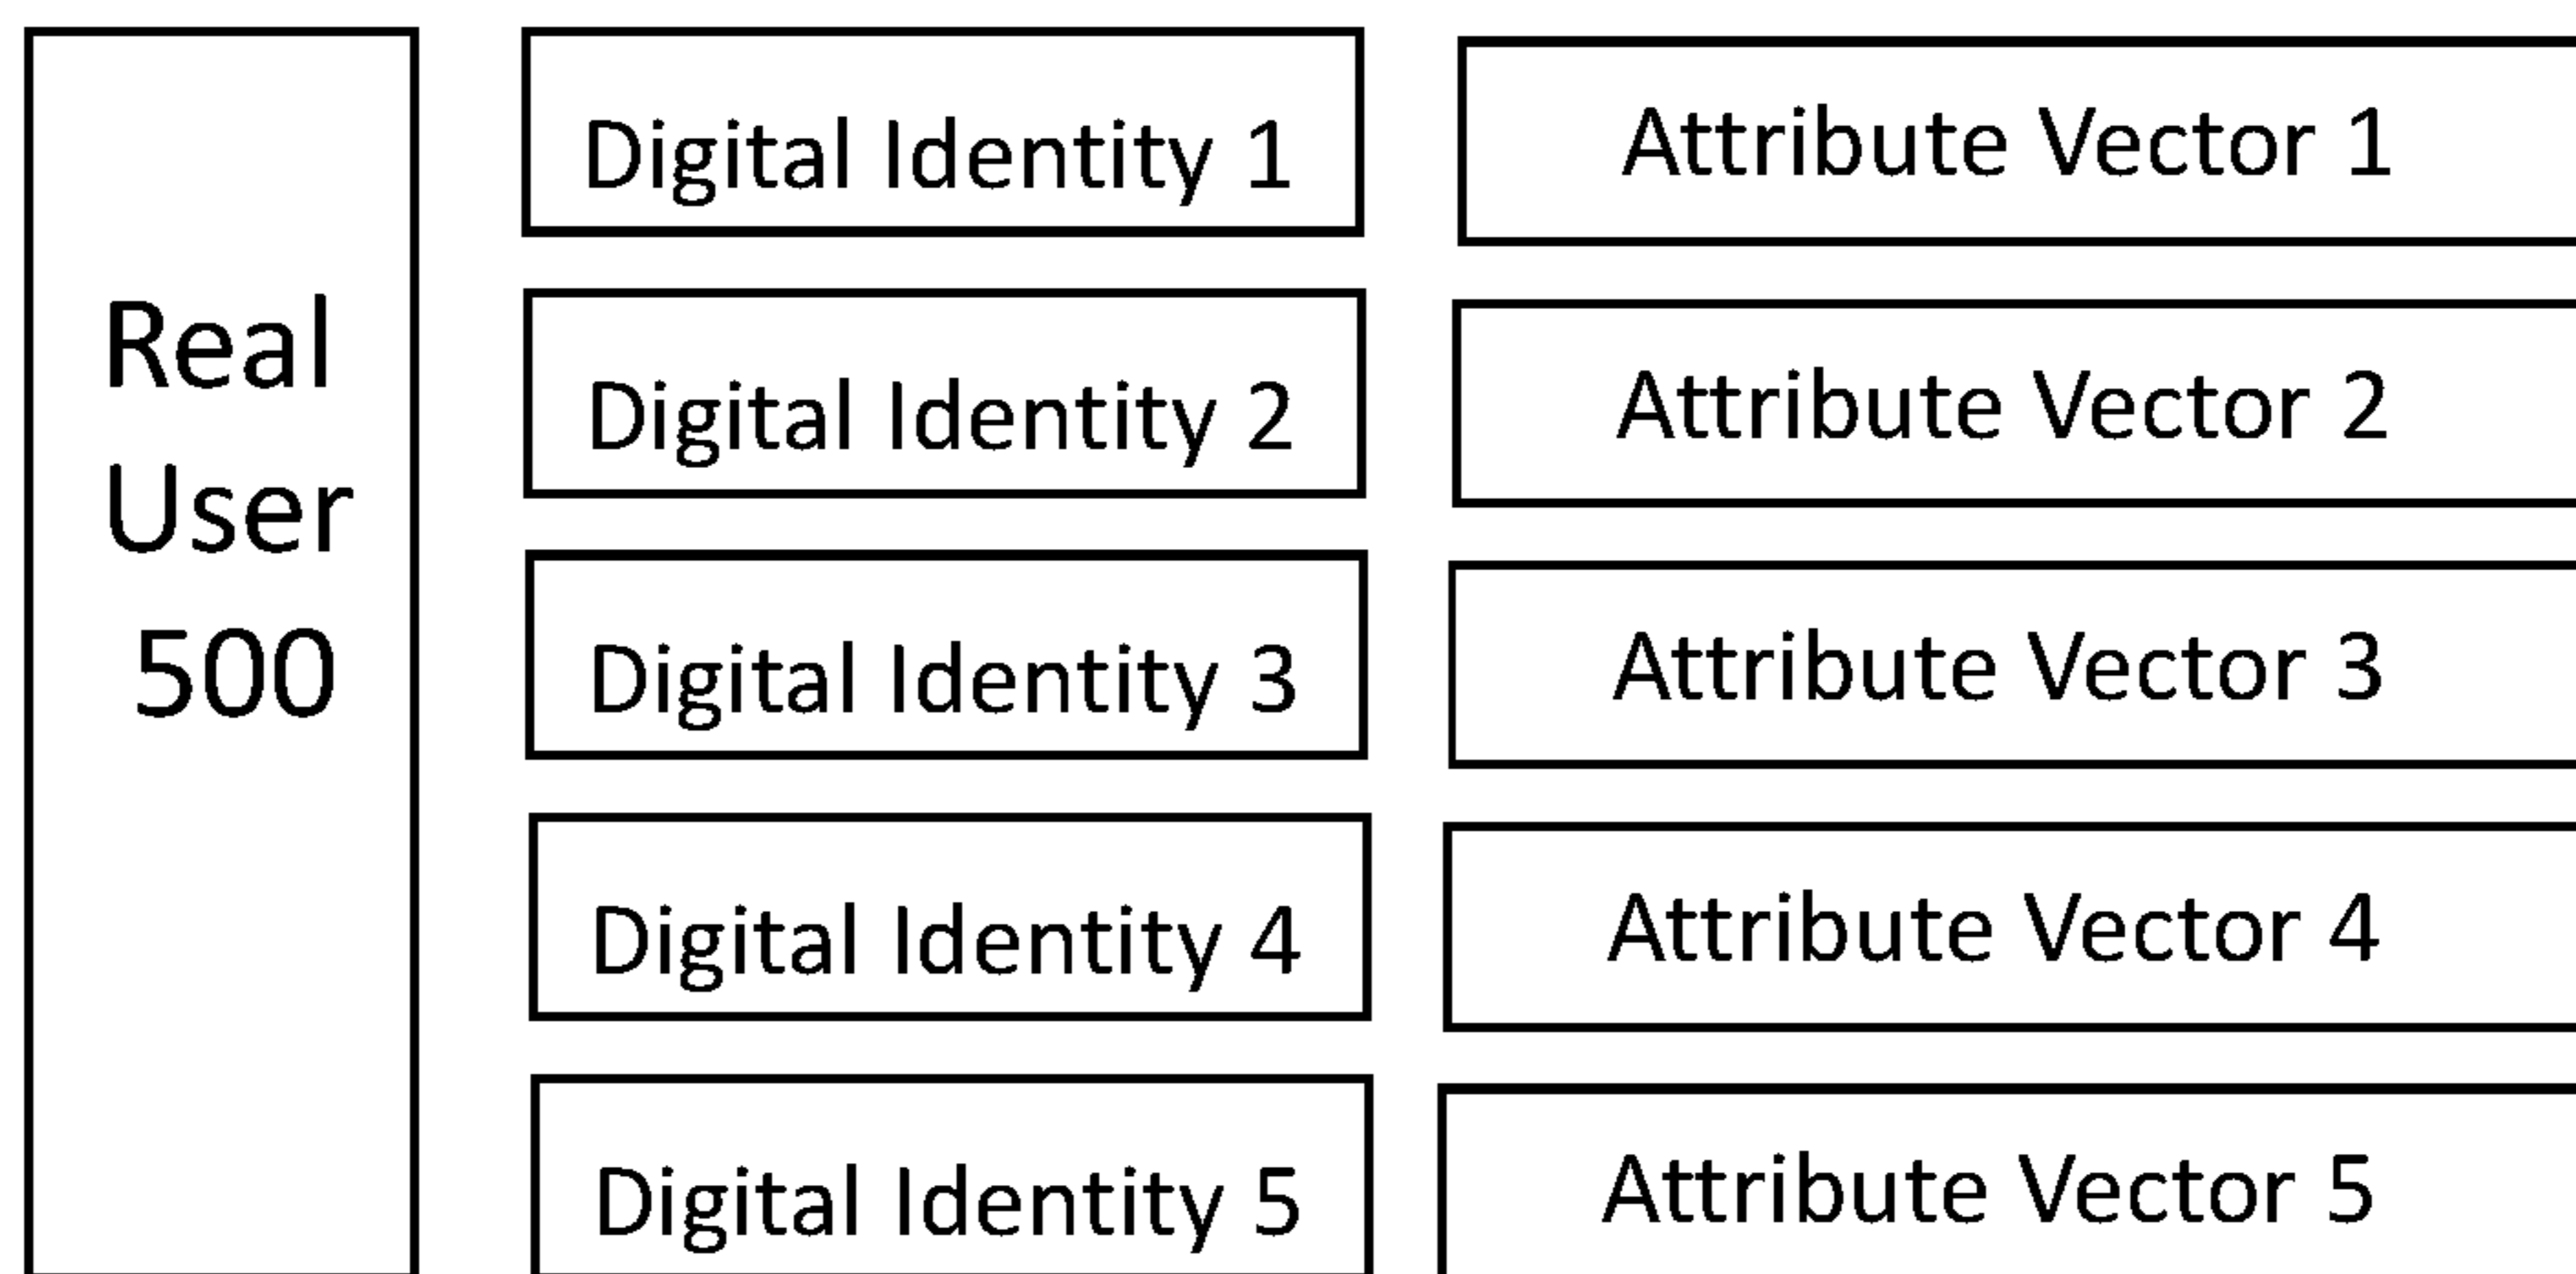 Real
User
500
Digital Identity 1
Attribute Vector 1
Digital Identity 2
Attribute Vector 2
Digital Identity 3
Attribute Vector 3
Digital Identity 4
Attribute Vector 4
Digital Identity 5
Attribute Vector 5